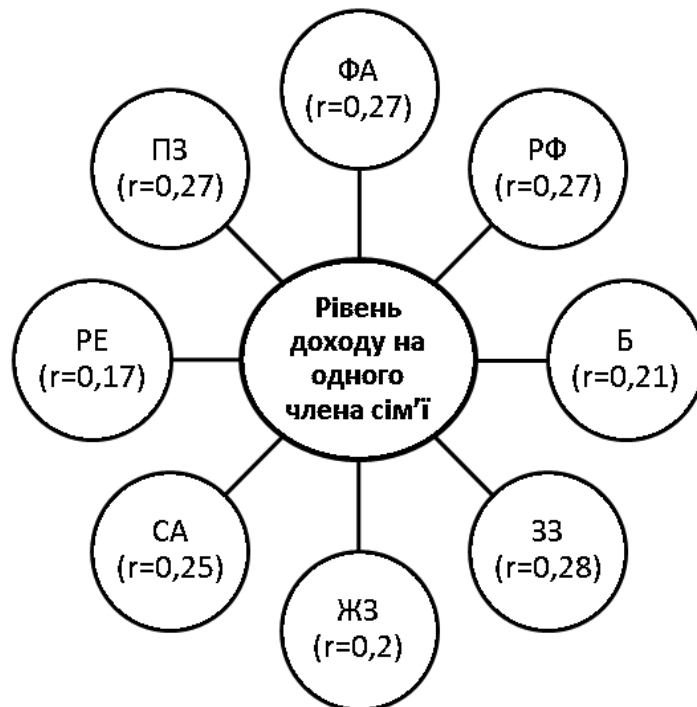 ФА
(r=0,27)
ПЗ
(r=0,27)
РФ
(r=0,27)
Рівень
доходу на
одного
члена сім'ї
РЕ
(r=0,17)
Б
(r=0,21)
СА
(r=0,25)
ЗЗ
(r=0,28)
ЖЗ
(r=0,2)